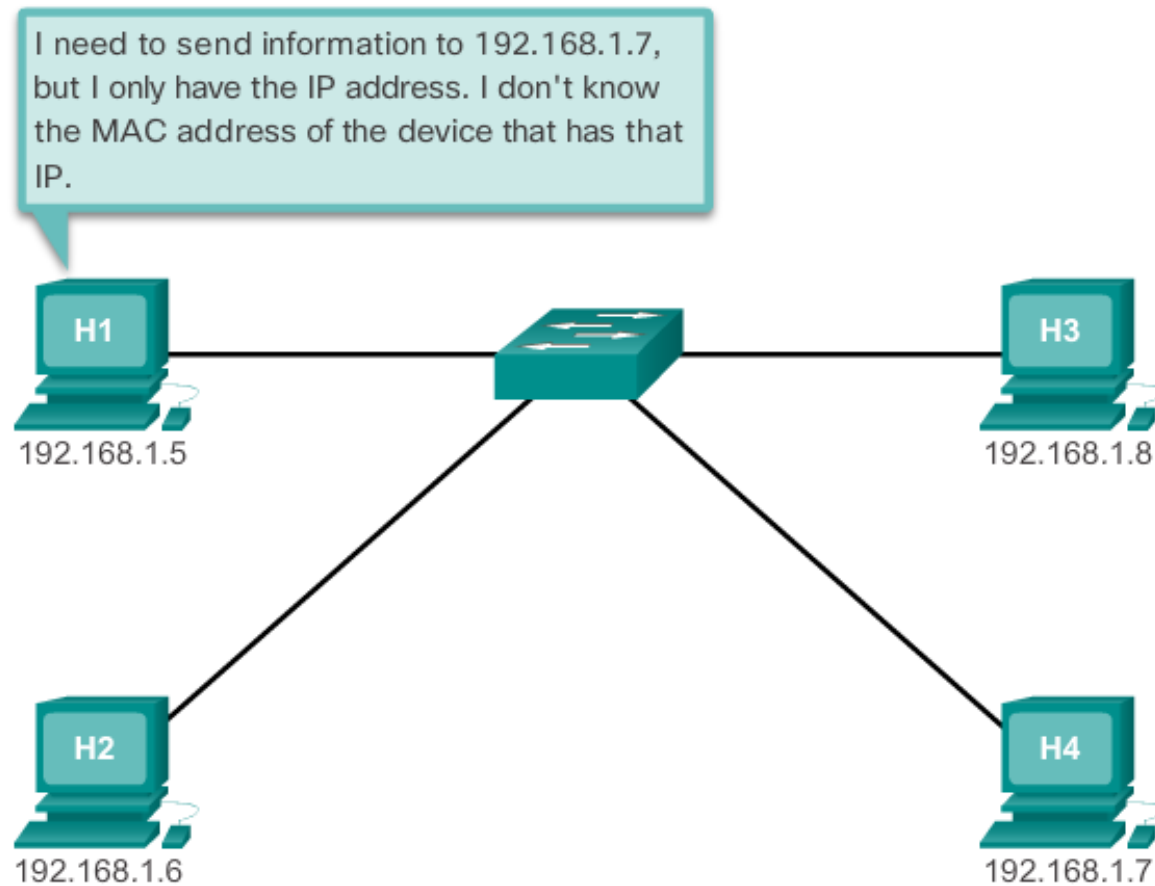 I need to send information to 192.168.1.7,
but I only have the IP address. I don't know
the MAC address of the device that has that
IP.
H1
H3
192.168.1.5
192.168.1.8
H2
H4
192.168.1.6
192.168.1.7